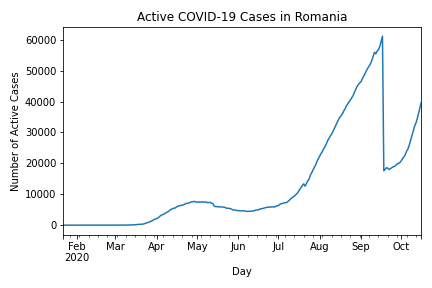 Active COVID-19 Cases in Romania
Number of Active Cases
60000
50000
40000
30000
20000
10000
0
Feb Mar Apr May Jun Jul Aug Sep Oct
2020
Day